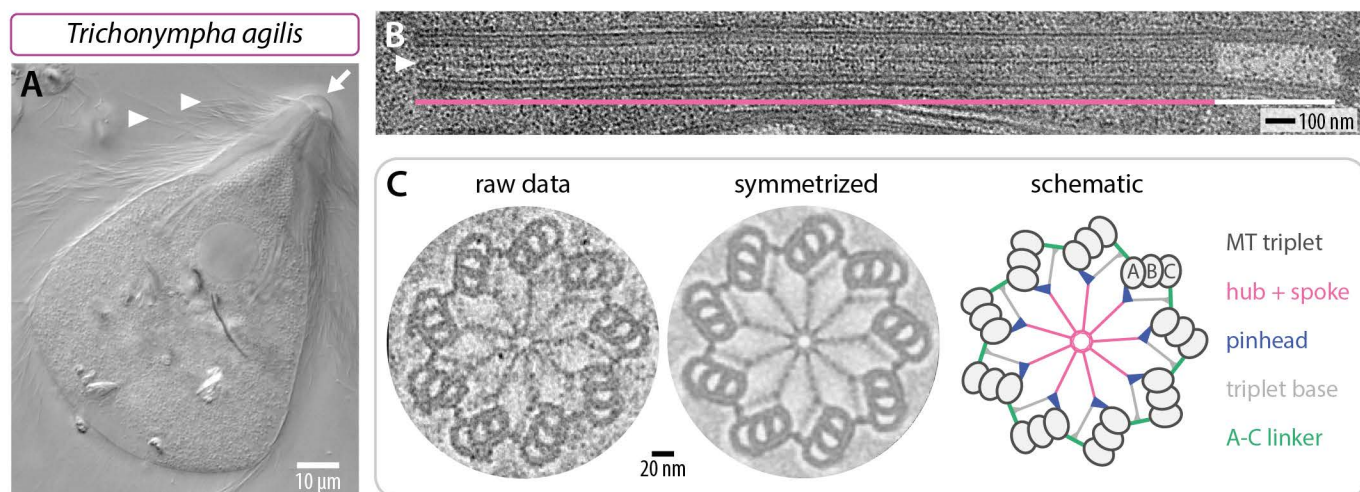 Trichonympha agilis
A
10 µm
B
100 nm
C
raw data
symmetrized
schematic
20 nm
A B C
MT triplet
hub + spoke
pinhead
triplet base
A-C linker